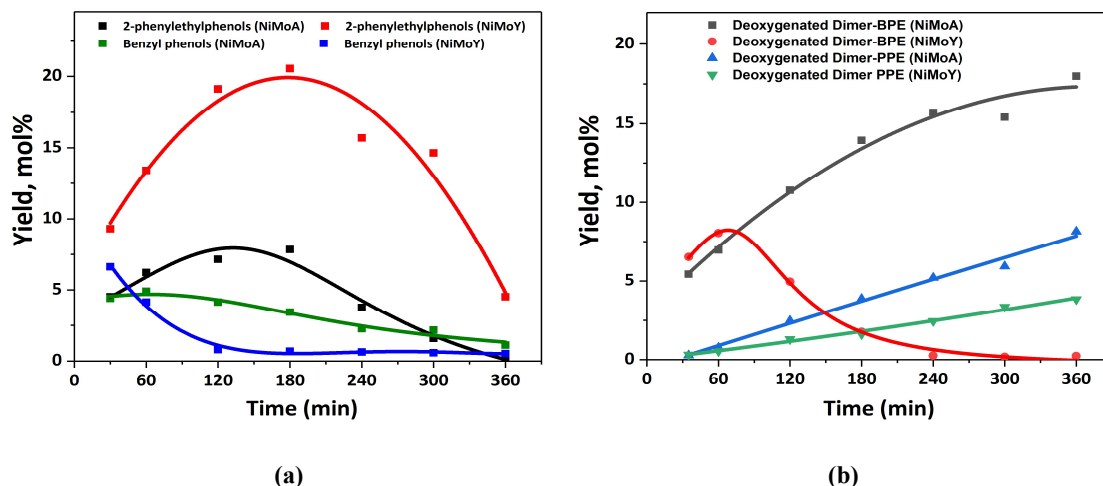 2-phenylethylphenols (NiMoA)
2-phenylethylphenols (NiMoY)
Benzyl phenols (NiMoA)
Benzyl phenols (NiMoY)
Yield, mol%
20
15
10
5
0
0
60
120
180
240
300
360
Time (min)
(a)
Deoxygenated Dimer-BPE (NiMoA)
Deoxygenated Dimer-BPE (NiMoY)
Deoxygenated Dimer-PPE (NiMoA)
Deoxygenated Dimer PPE (NiMoY)
Yield, mol%
20
15
10
5
0
0
60
120
180
240
300
360
Time (min)
(b)